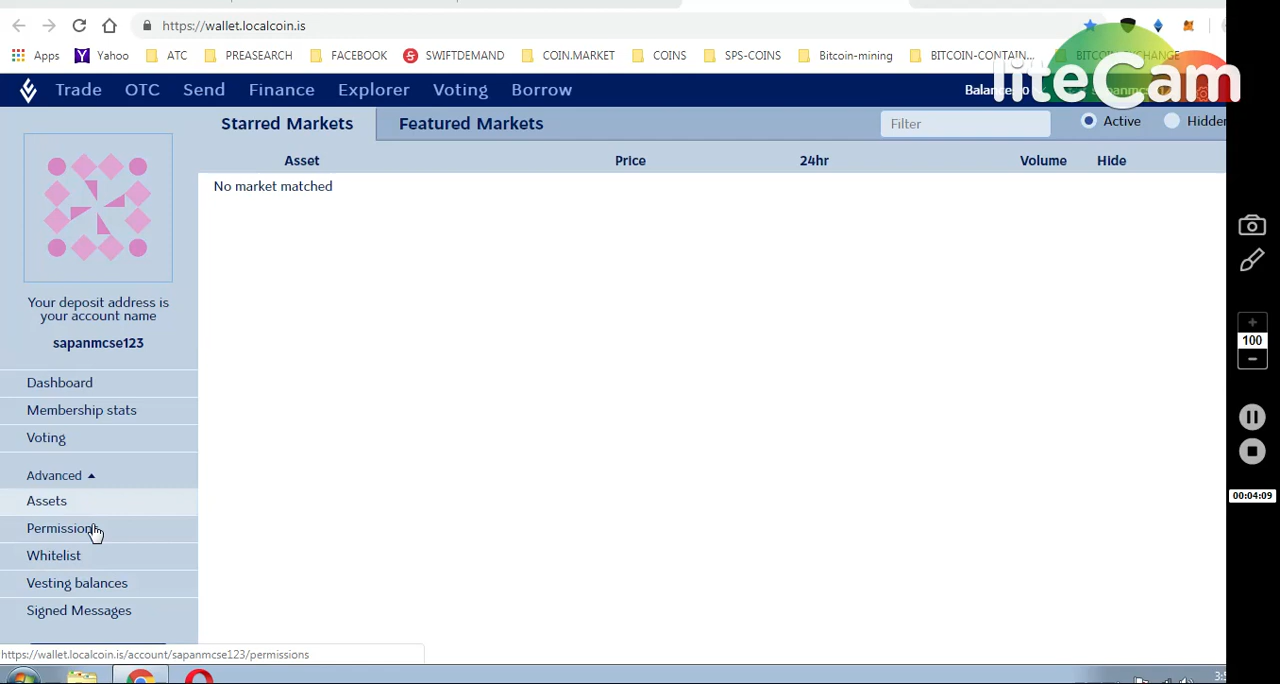 https://wallet.localcoin.is
Apps Yahoo ATC PREASEARCH FACEBOOK SWIFTDEMAND COIN.MARKET COINS SPS-COINS Bitcoin-mining BITCOIN-CONTAIN... BITCOIN-EXCHANGE
liteCam
Trade OTC Send Finance Explorer Voting Borrow
Starred Markets Featured Markets Filter Active Hidden
Asset Price 24hr Volume Hide
No market matched
Your deposit address is
your account name
sapanmcse123
Dashboard
Membership stats
Voting
Advanced
Assets
Permissions
Whitelist
Vesting balances
Signed Messages
https://wallet.localcoin.is/account/sapanmcse123/permissions
100
00:04:09